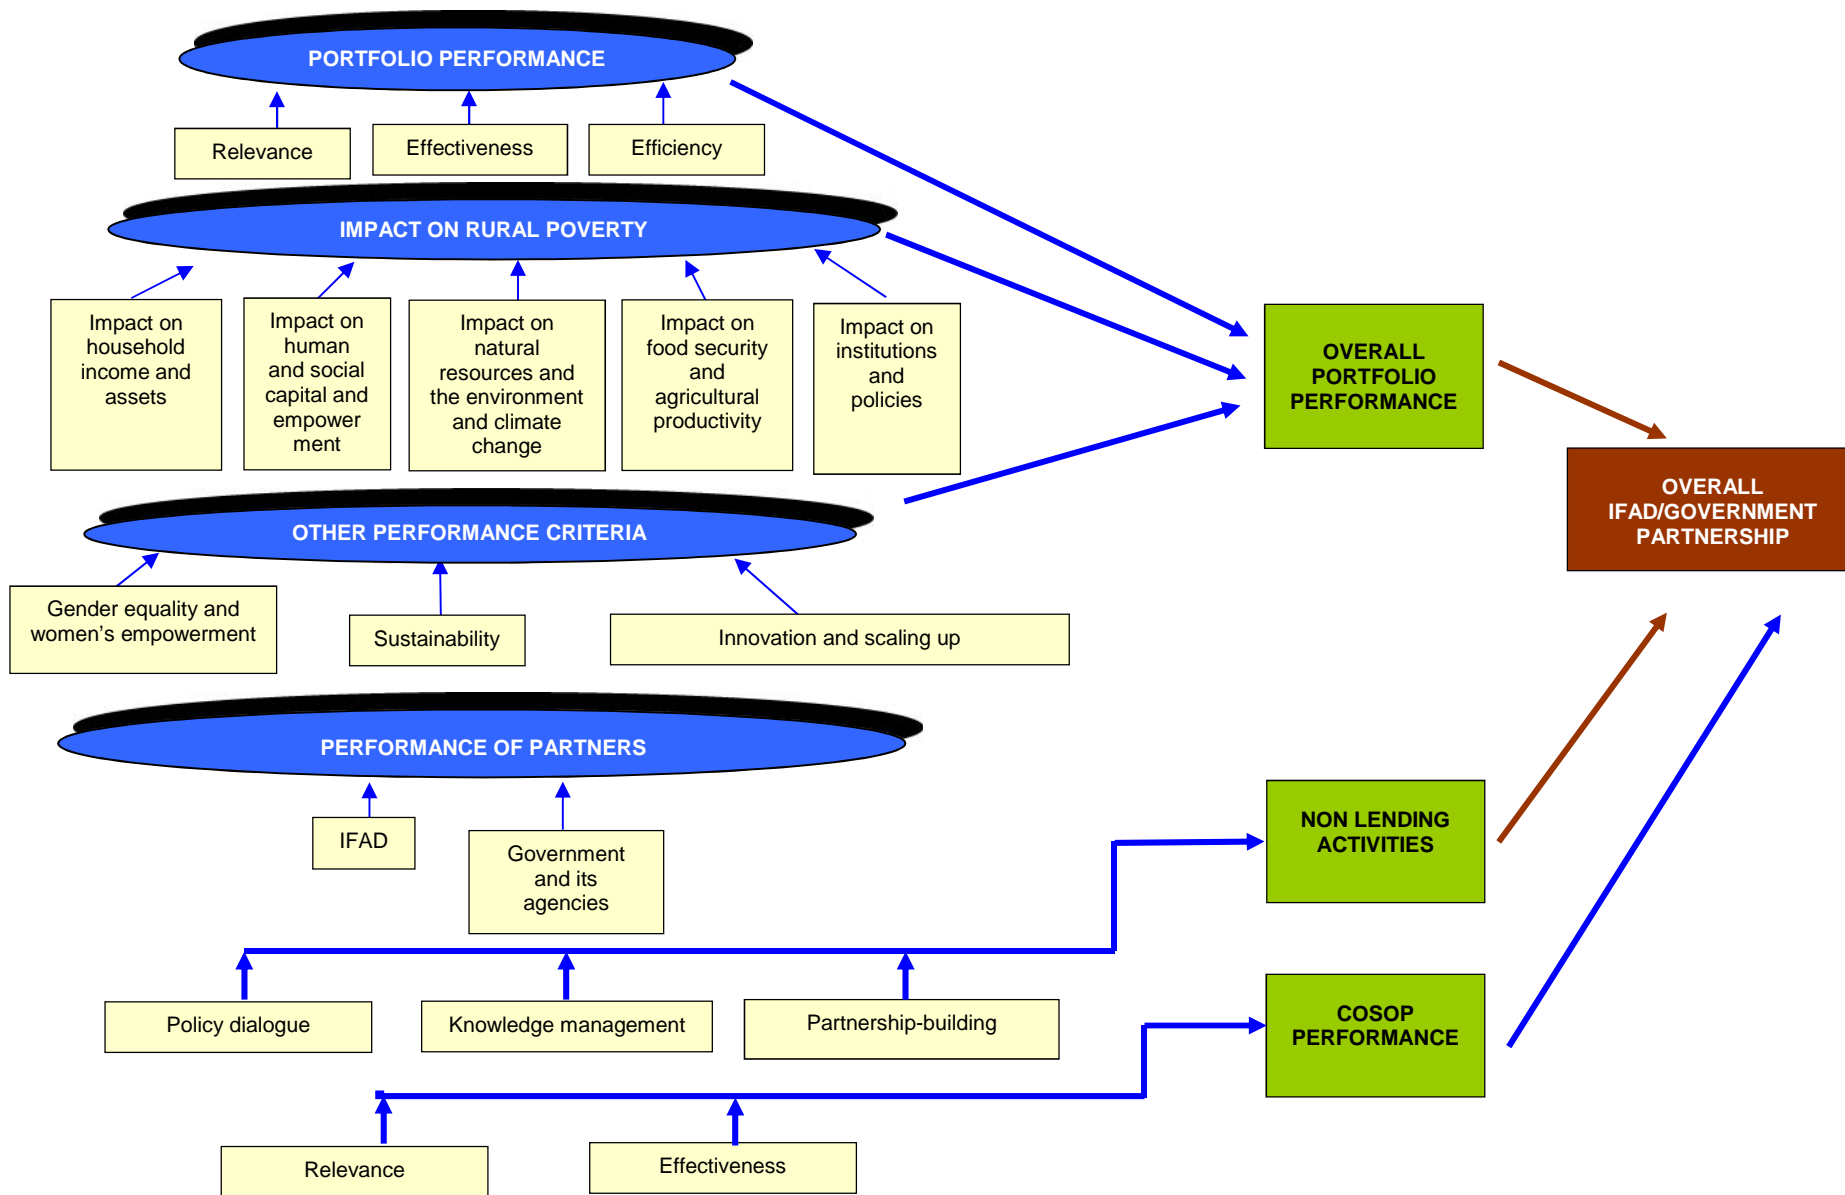 PORTFOLIO PERFORMANCE
Relevance
Effectiveness
Efficiency
IMPACT ON RURAL POVERTY
Impact on
household
income and
assets
Impact on
human
and social
capital and
empower
ment
Impact on
natural
resources and
the environment
and climate
change
Impact on
food security
and
agricultural
productivity
Impact on
institutions
and
policies
OVERALL
PORTFOLIO
PERFORMANCE
OVERALL
IFAD/GOVERNMENT
PARTNERSHIP
OTHER PERFORMANCE CRITERIA
Gender equality and
women’s empowerment
Sustainability
Innovation and scaling up
PERFORMANCE OF PARTNERS
IFAD
Government
and its
agencies
NON LENDING
ACTIVITIES
Policy dialogue
Knowledge management
Partnership-building
COSOP
PERFORMANCE
Relevance
Effectiveness